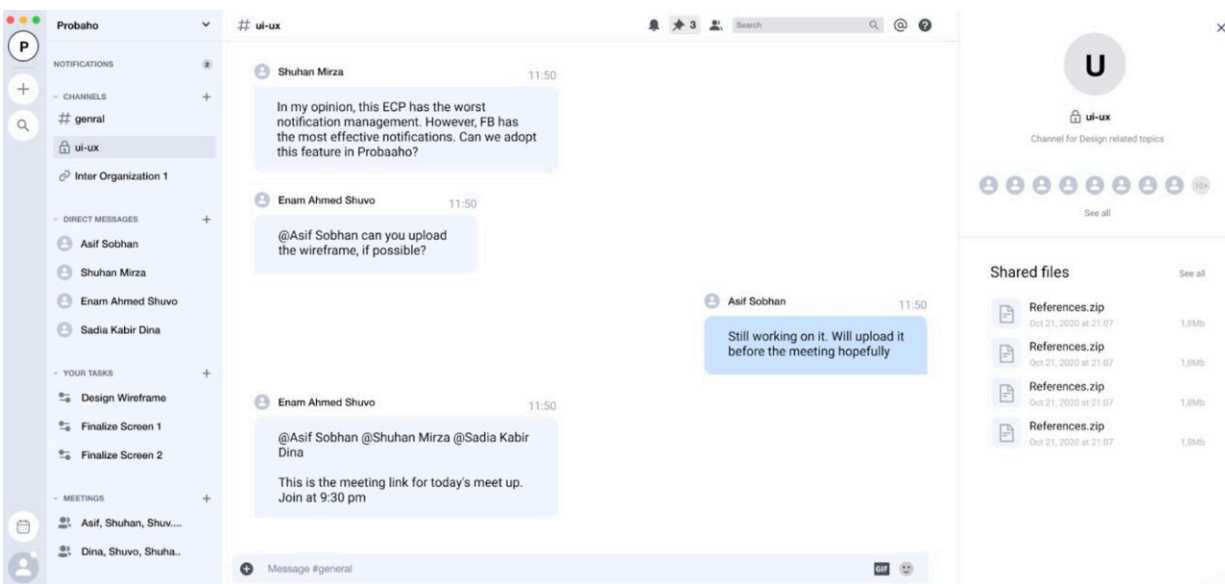 P
Probaho
NOTIFICATIONS 2
CHANNELS
# genral
ui-ux
Inter Organization 1
DIRECT MESSAGES
Asif Sobhan
Shuhan Mirza
Enam Ahmed Shuvo
Sadia Kabir Dina
YOUR TASKS
Design Wireframe
Finalize Screen 1
Finalize Screen 2
MEETINGS
Asif, Shuhan, Shuv....
Dina, Shuvo, Shuha..
# ui-ux
3
Search
@
?
Shuhan Mirza 11:50
In my opinion, this ECP has the worst
notification management. However, FB has
the most effective notifications. Can we adopt
this feature in Probaaho?
Enam Ahmed Shuvo 11:50
@Asif Sobhan can you upload
the wireframe, if possible?
Asif Sobhan 11:50
Still working on it. Will upload it
before the meeting hopefully
Enam Ahmed Shuvo 11:50
@Asif Sobhan @Shuhan Mirza @Sadia Kabir
Dina
This is the meeting link for today's meet up.
Join at 9:30 pm
Message #general
GIF
U
ui-ux
Channel for Design related topics
See all
Shared files See all
References.zip
Oct 21, 2020 at 21:07 1,8Mb
References.zip
Oct 21, 2020 at 21:07 1,8Mb
References.zip
Oct 21, 2020 at 21:07 1,8Mb
References.zip
Oct 21, 2020 at 21:07 1,8Mb